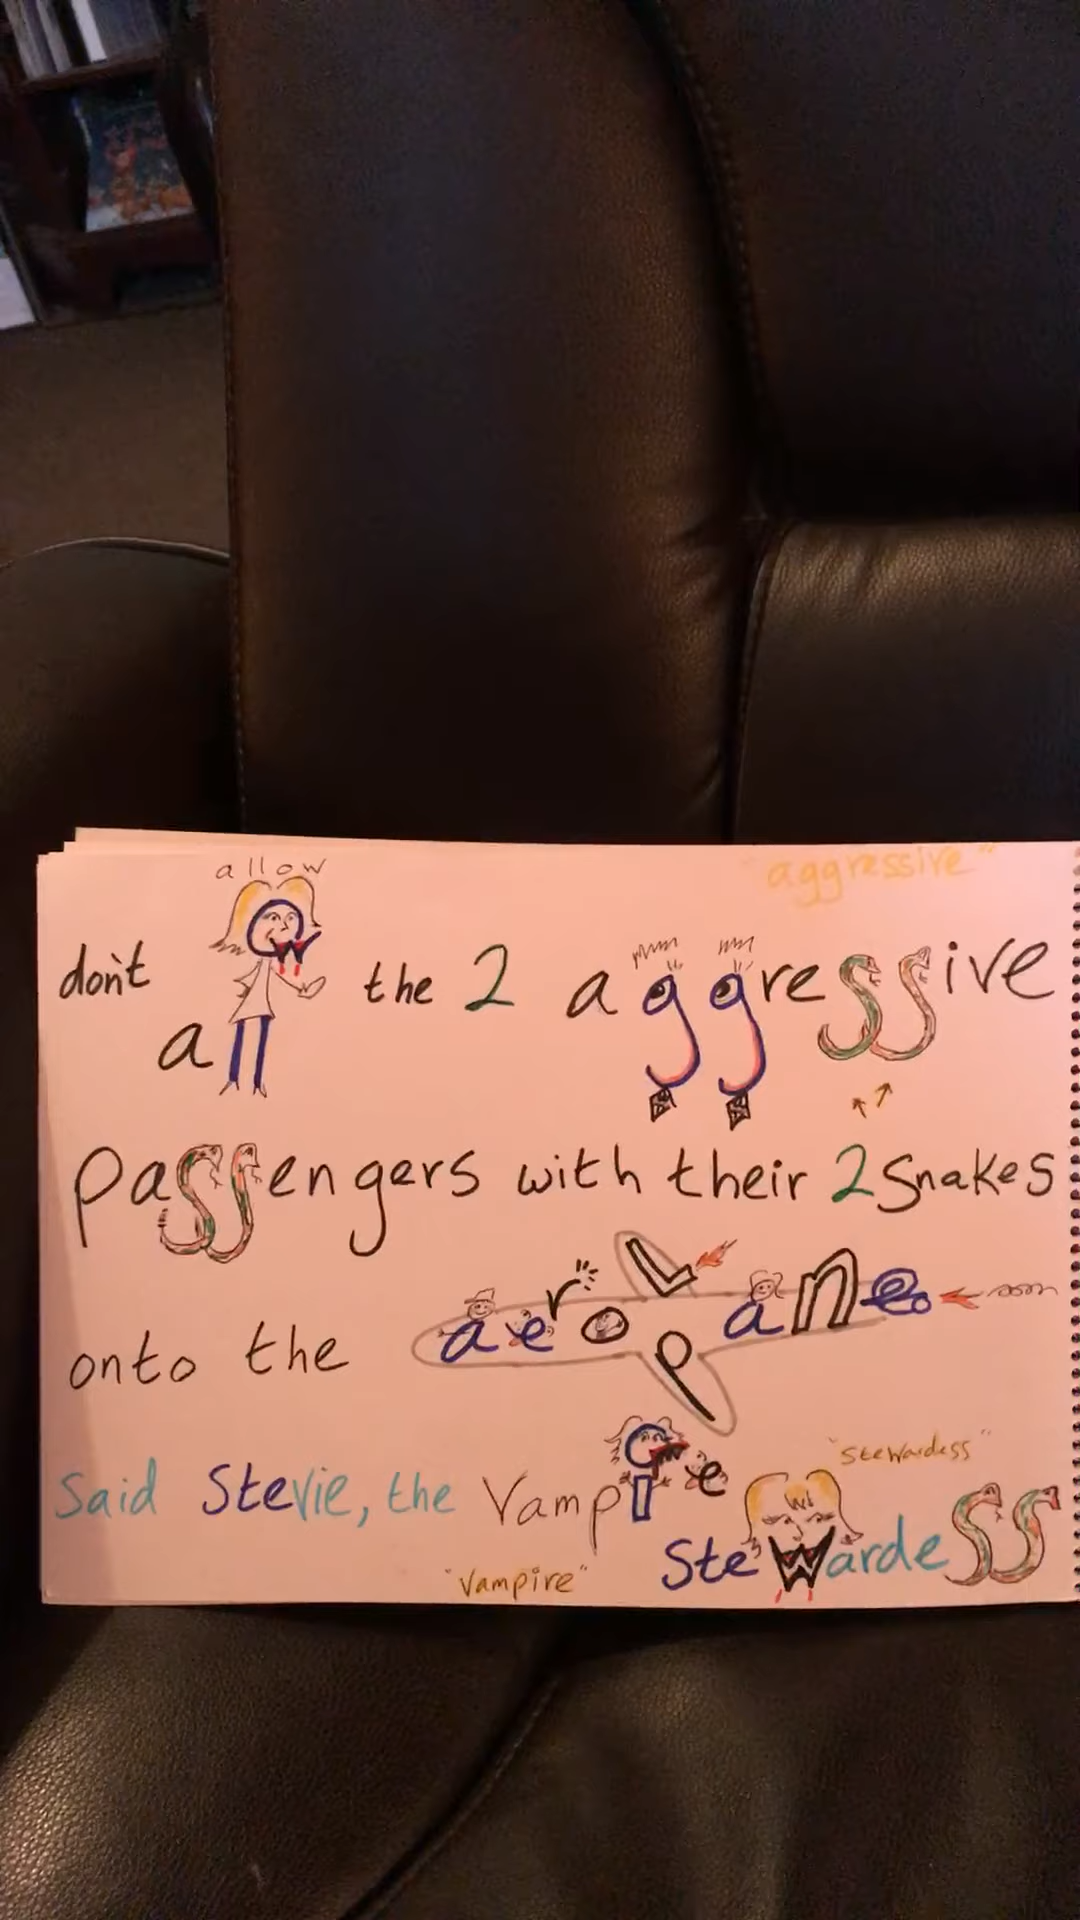 allow
"aggressive"
don't allow the 2 aggressive
passengers with their 2 snakes
onto the aeroplane
Said Stevie, the Vampire
"Stewardess"
"Vampire"
Stewardess